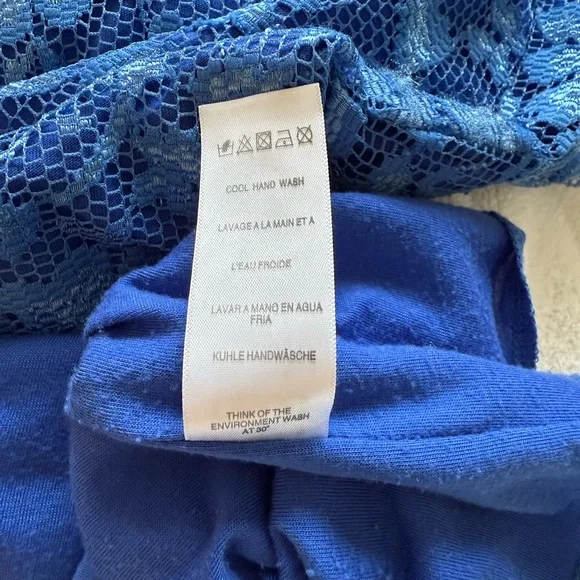 COOL HAND WASH
LAVAGE A LA MAIN ET A
L'EAU FROIDE
LAVAR A MANO EN AGUA
FRIA
KUHLE HANDWÄSCHE
THINK OF THE
ENVIRONMENT WASH
AT 30°